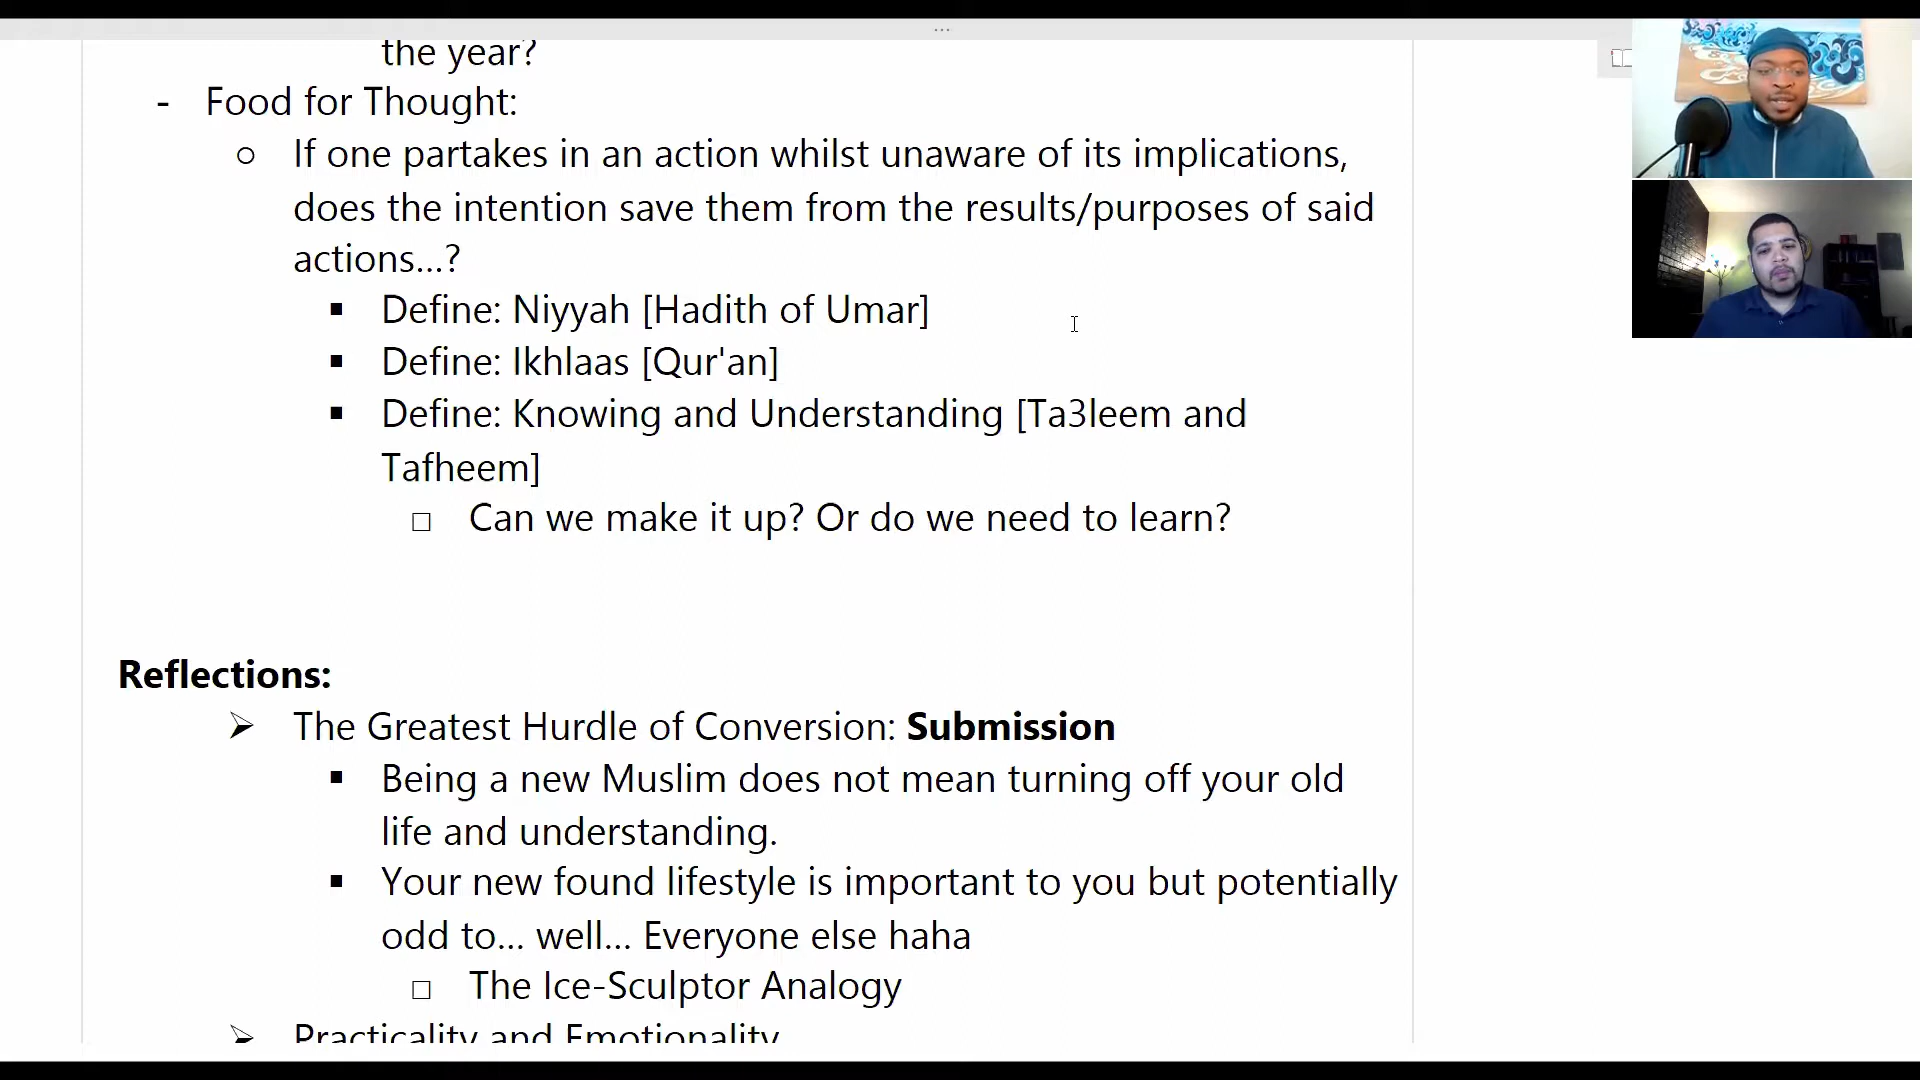 the year?
- Food for Thought:
○ If one partakes in an action whilst unaware of its implications,
does the intention save them from the results/purposes of said
actions...?
▪ Define: Niyyah [Hadith of Umar]
▪ Define: Ikhlaas [Qur'an]
▪ Define: Knowing and Understanding [Ta3leem and
Tafheem]
□ Can we make it up? Or do we need to learn?
Reflections:
➢ The Greatest Hurdle of Conversion: Submission
▪ Being a new Muslim does not mean turning off your old
life and understanding.
▪ Your new found lifestyle is important to you but potentially
odd to... well... Everyone else haha
□ The Ice-Sculptor Analogy
➢ Practicality and Emotionality